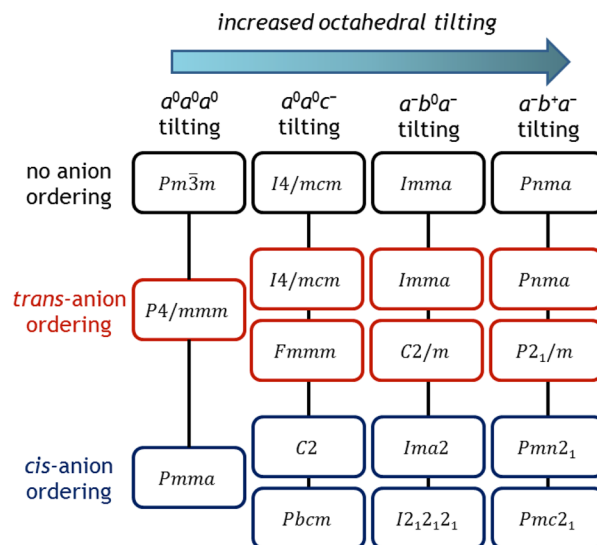 increased octahedral tilting
a⁰a⁰a⁰ a⁰a⁰c⁻ a⁻b⁰a⁻ a⁻b⁺a⁻
tilting tilting tilting tilting
no anion
ordering
Pm3̅m I4/mcm Imma Pnma
trans-anion
ordering
P4/mmm
I4/mcm Imma Pnma
Fmmm C2/m P2₁/m
cis-anion
ordering
Pmma
C2 Ima2 Pmn2₁
Pbcm I2₁2₁2₁ Pmc2₁